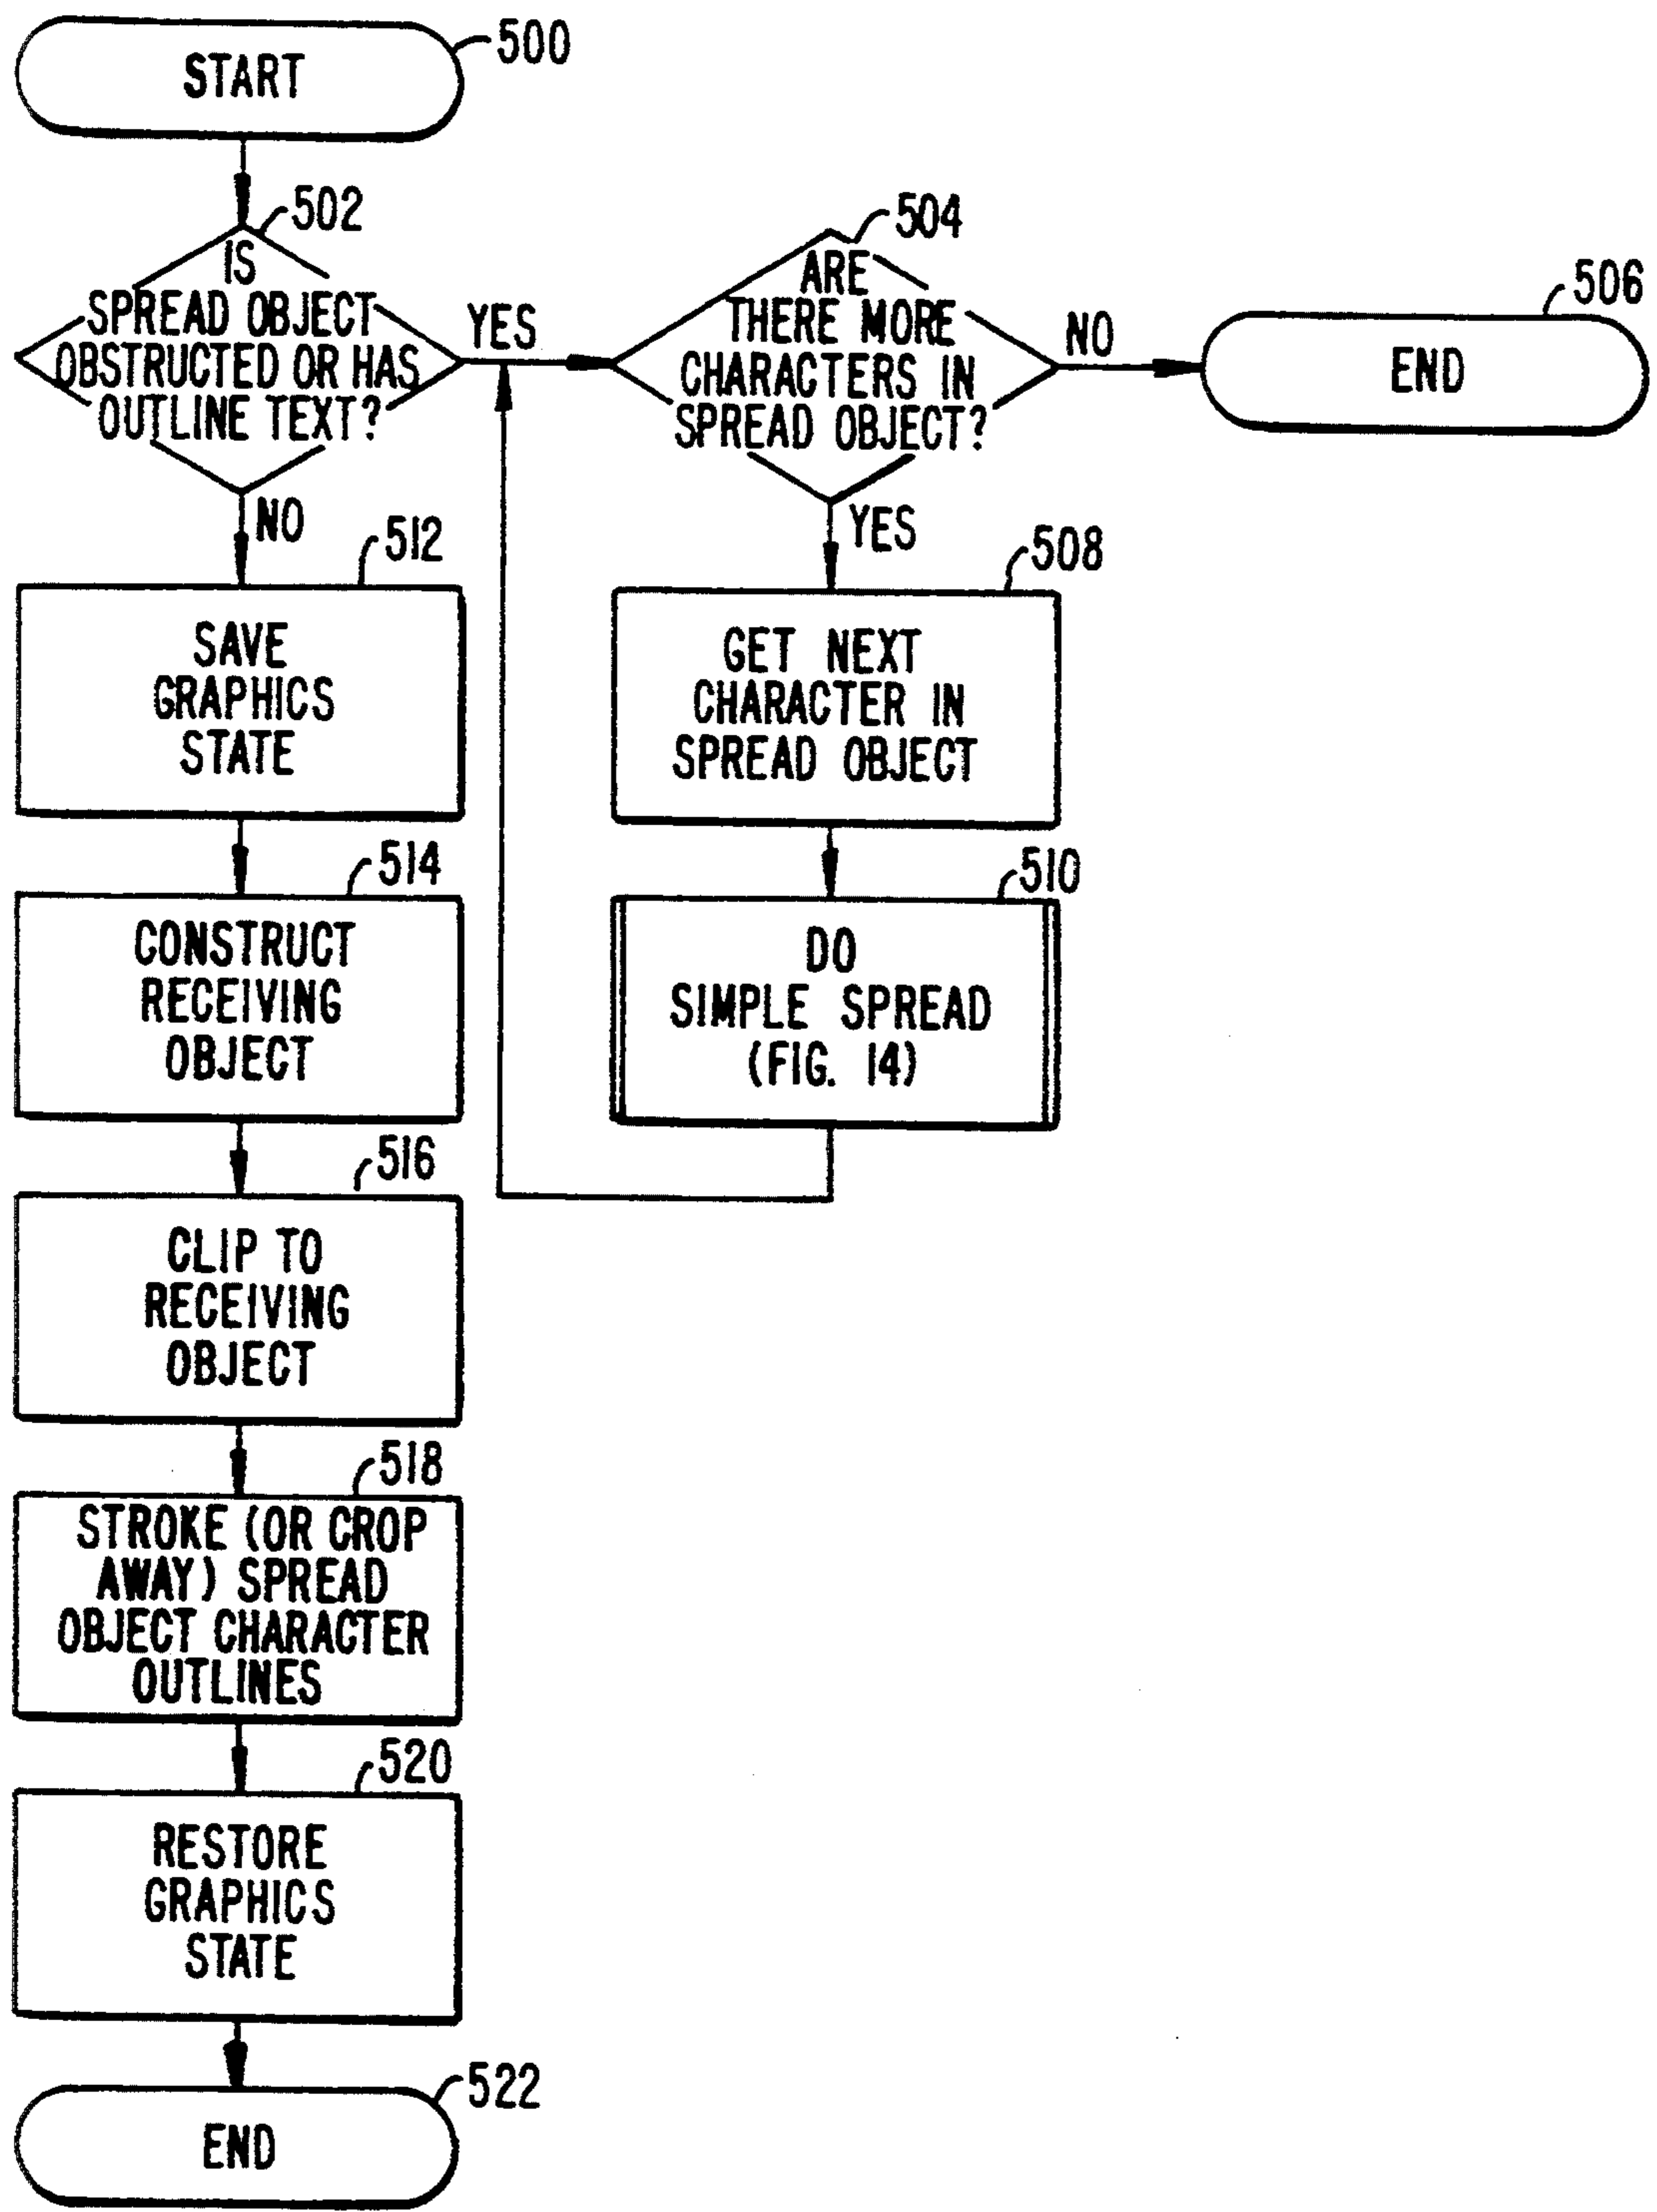 START
500
502
IS
SPREAD OBJECT
OBSTRUCTED OR HAS
OUTLINE TEXT?
YES
NO
504
ARE
THERE MORE
CHARACTERS IN
SPREAD OBJECT?
NO
YES
506
END
508
GET NEXT
CHARACTER IN
SPREAD OBJECT
510
DO
SIMPLE SPREAD
(FIG. 14)
512
SAVE
GRAPHICS
STATE
514
CONSTRUCT
RECEIVING
OBJECT
516
CLIP TO
RECEIVING
OBJECT
518
STROKE (OR CROP
AWAY) SPREAD
OBJECT CHARACTER
OUTLINES
520
RESTORE
GRAPHICS
STATE
522
END